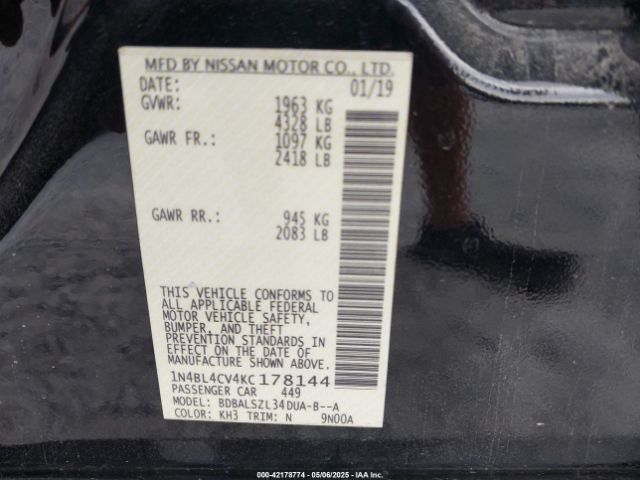 MFD BY NISSAN MOTOR CO., LTD.
DATE: 01/19
GVWR: 1963 KG
4328 LB
GAWR FR.: 1097 KG
2418 LB
GAWR RR.: 945 KG
2083 LB
THIS VEHICLE CONFORMS TO
ALL APPLICABLE FEDERAL
MOTOR VEHICLE SAFETY,
BUMPER, AND THEFT
PREVENTION STANDARDS IN
EFFECT ON THE DATE OF
MANUFACTURE SHOWN ABOVE.
1N4BL4CV4KC178144
PASSENGER CAR 449
MODEL: BDBALSZL34DUA-B--A
COLOR: KH3 TRIM: N 9N00A
000-42178774 | 05/06/2025 | IAA Inc.